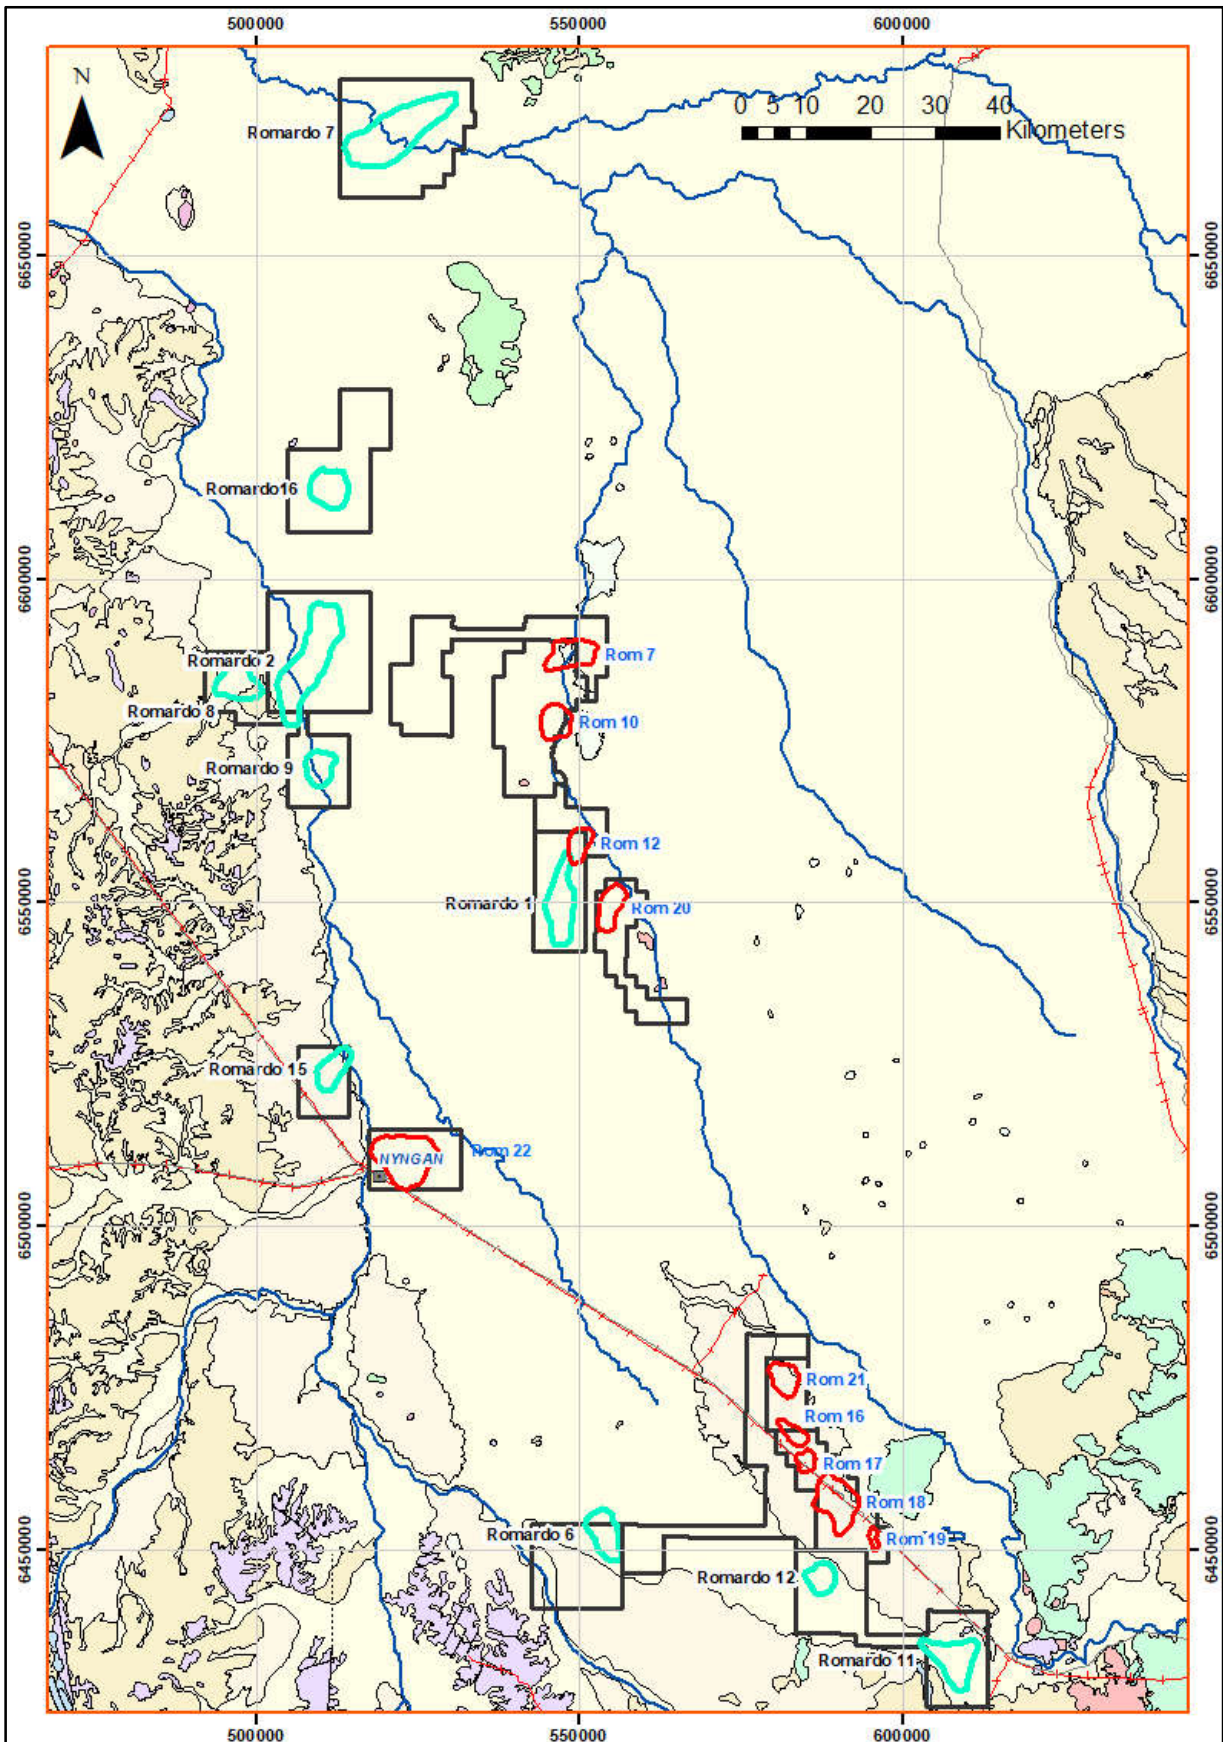 500000 550000 600000
N
0 5 10 20 30 40
Kilometers
Romardo 7
6650000 6650000
Romardo16
6600000 6600000
Romardo 2
Rom 7
Romardo 8
Rom 10
Romardo 9
Rom 12
6550000 6550000
Romardo 1
Rom 20
Romardo 15
Rom 22
NYNGAN
6500000 6500000
Rom 21
Rom 16
Rom 17
Rom 18
Romardo 6
Rom 19
6450000 6450000
Romardo 12
Romardo 11
500000 550000 600000